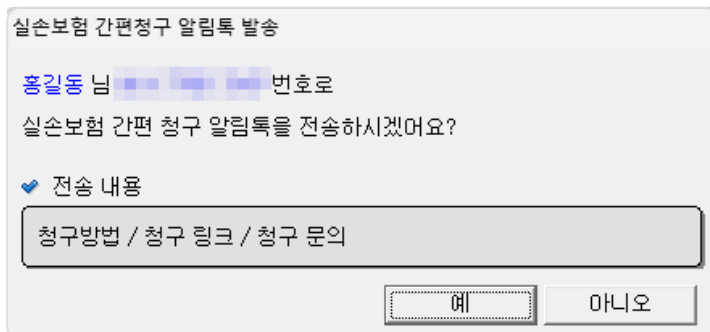 실손보험 간편청구 알림톡 발송
홍길동 님 번호로
실손보험 간편 청구 알림톡을 전송하시겠어요?
전송 내용
청구방법 / 청구 링크 / 청구 문의
예
아니오